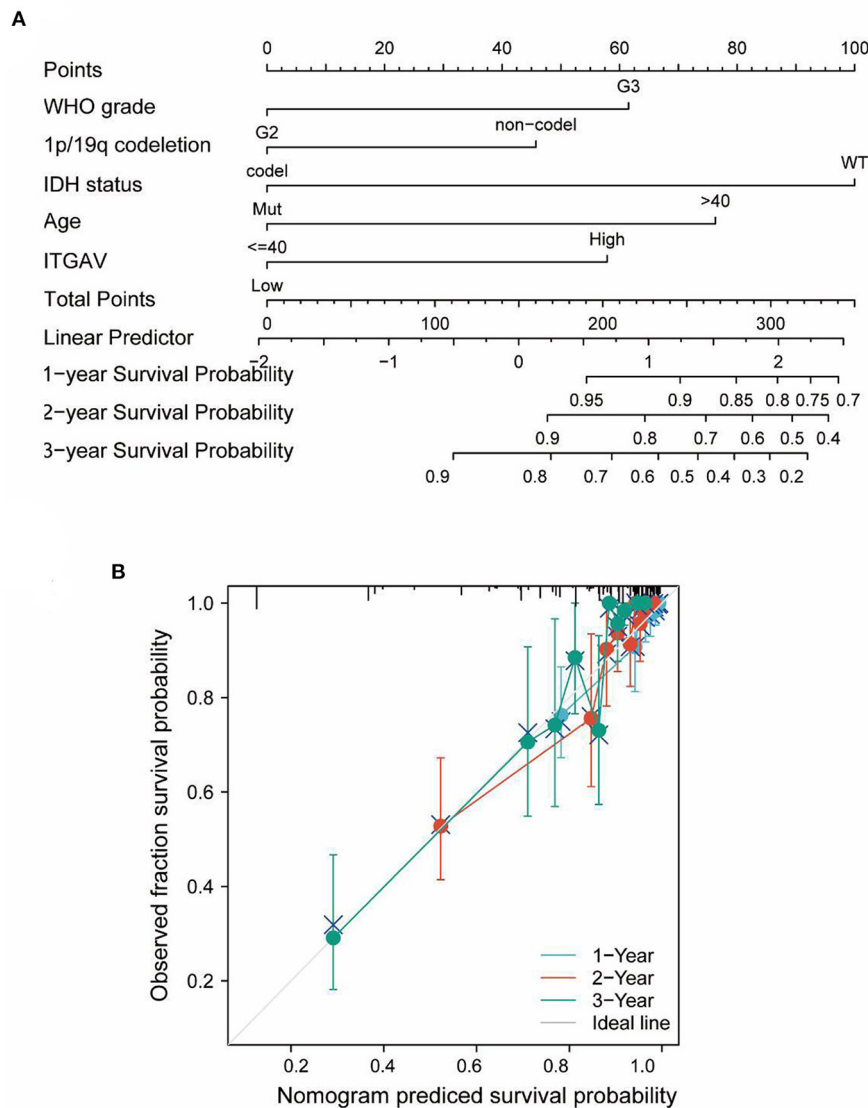 A
0 20 40 60 80 100
Points
G3
WHO grade
G2 non−codel
1p/19q codeletion
codel WT
IDH status
Mut >40
Age
<=40 High
ITGAV
Low
Total Points
0 100 200 300
Linear Predictor
−2 −1 0 1 2
1−year Survival Probability
0.95 0.9 0.85 0.8 0.75 0.7
2−year Survival Probability
0.9 0.8 0.7 0.6 0.5 0.4
3−year Survival Probability
0.9 0.8 0.7 0.6 0.5 0.4 0.3 0.2
B
Observed fraction survival probability
1.0
0.8
0.6
0.4
0.2
1−Year
2−Year
3−Year
Ideal line
0.2 0.4 0.6 0.8 1.0
Nomogram prediced survival probability